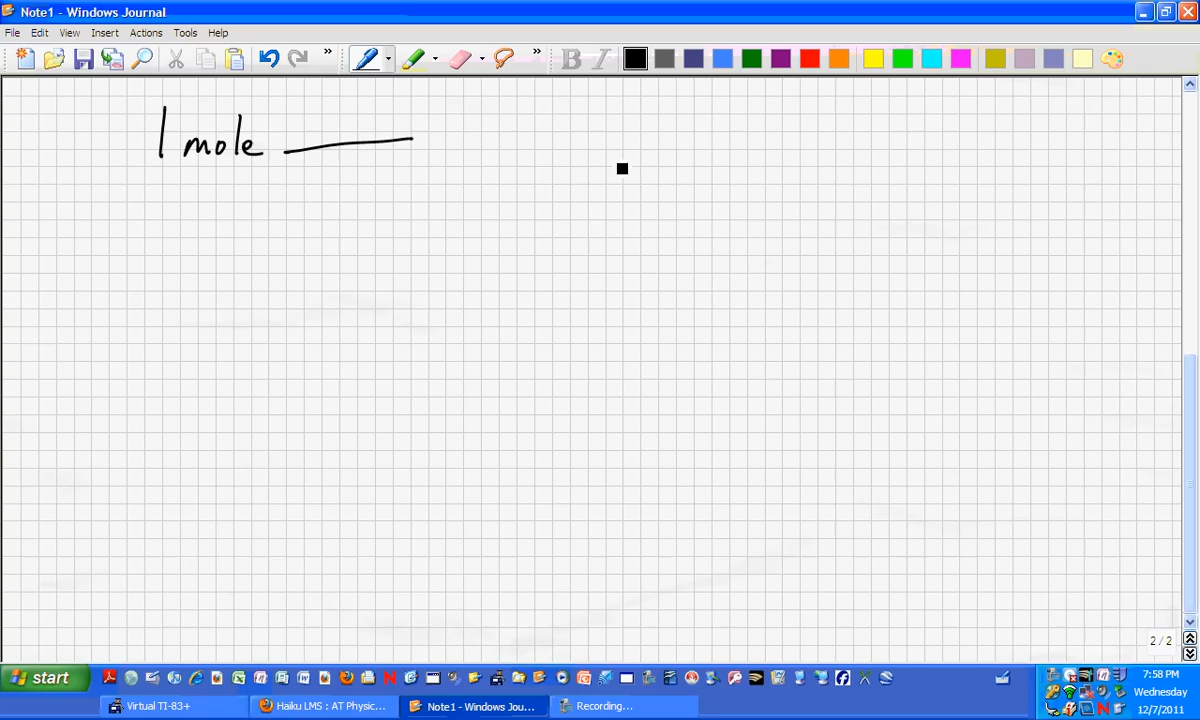 Note1 - Windows Journal
File Edit View Insert Actions Tools Help
» » B I
1 mole
2 / 2
start
7:58 PM
Virtual TI-83+ Haiku LMS : AT Physic... Note1 - Windows Jou... Recording... Wednesday
12/7/2011